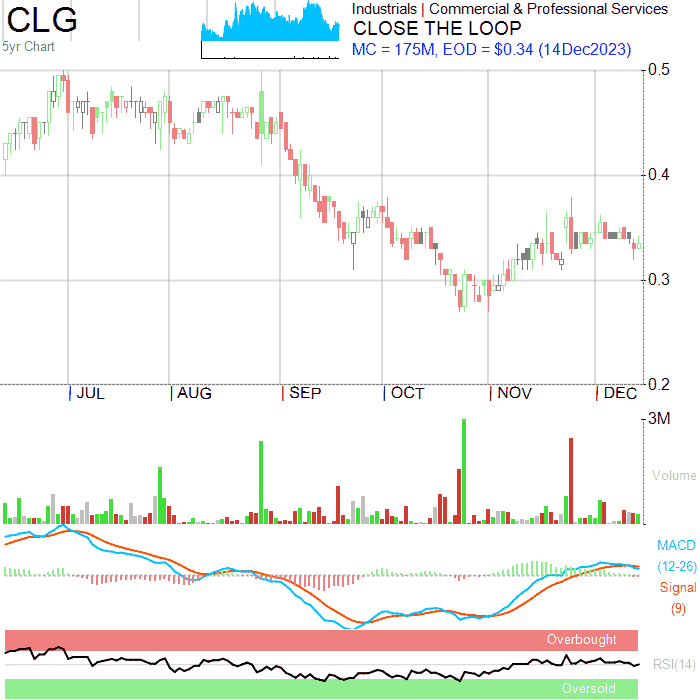 CLG
5yr Chart
Industrials | Commercial & Professional Services
CLOSE THE LOOP
MC = 175M, EOD = $0.34 (14Dec2023)
0.5
0.4
0.3
0.2
JUL AUG SEP OCT NOV DEC
3M
Volume
MACD
(12-26)
Signal
(9)
Overbought
RSI(14)
Oversold